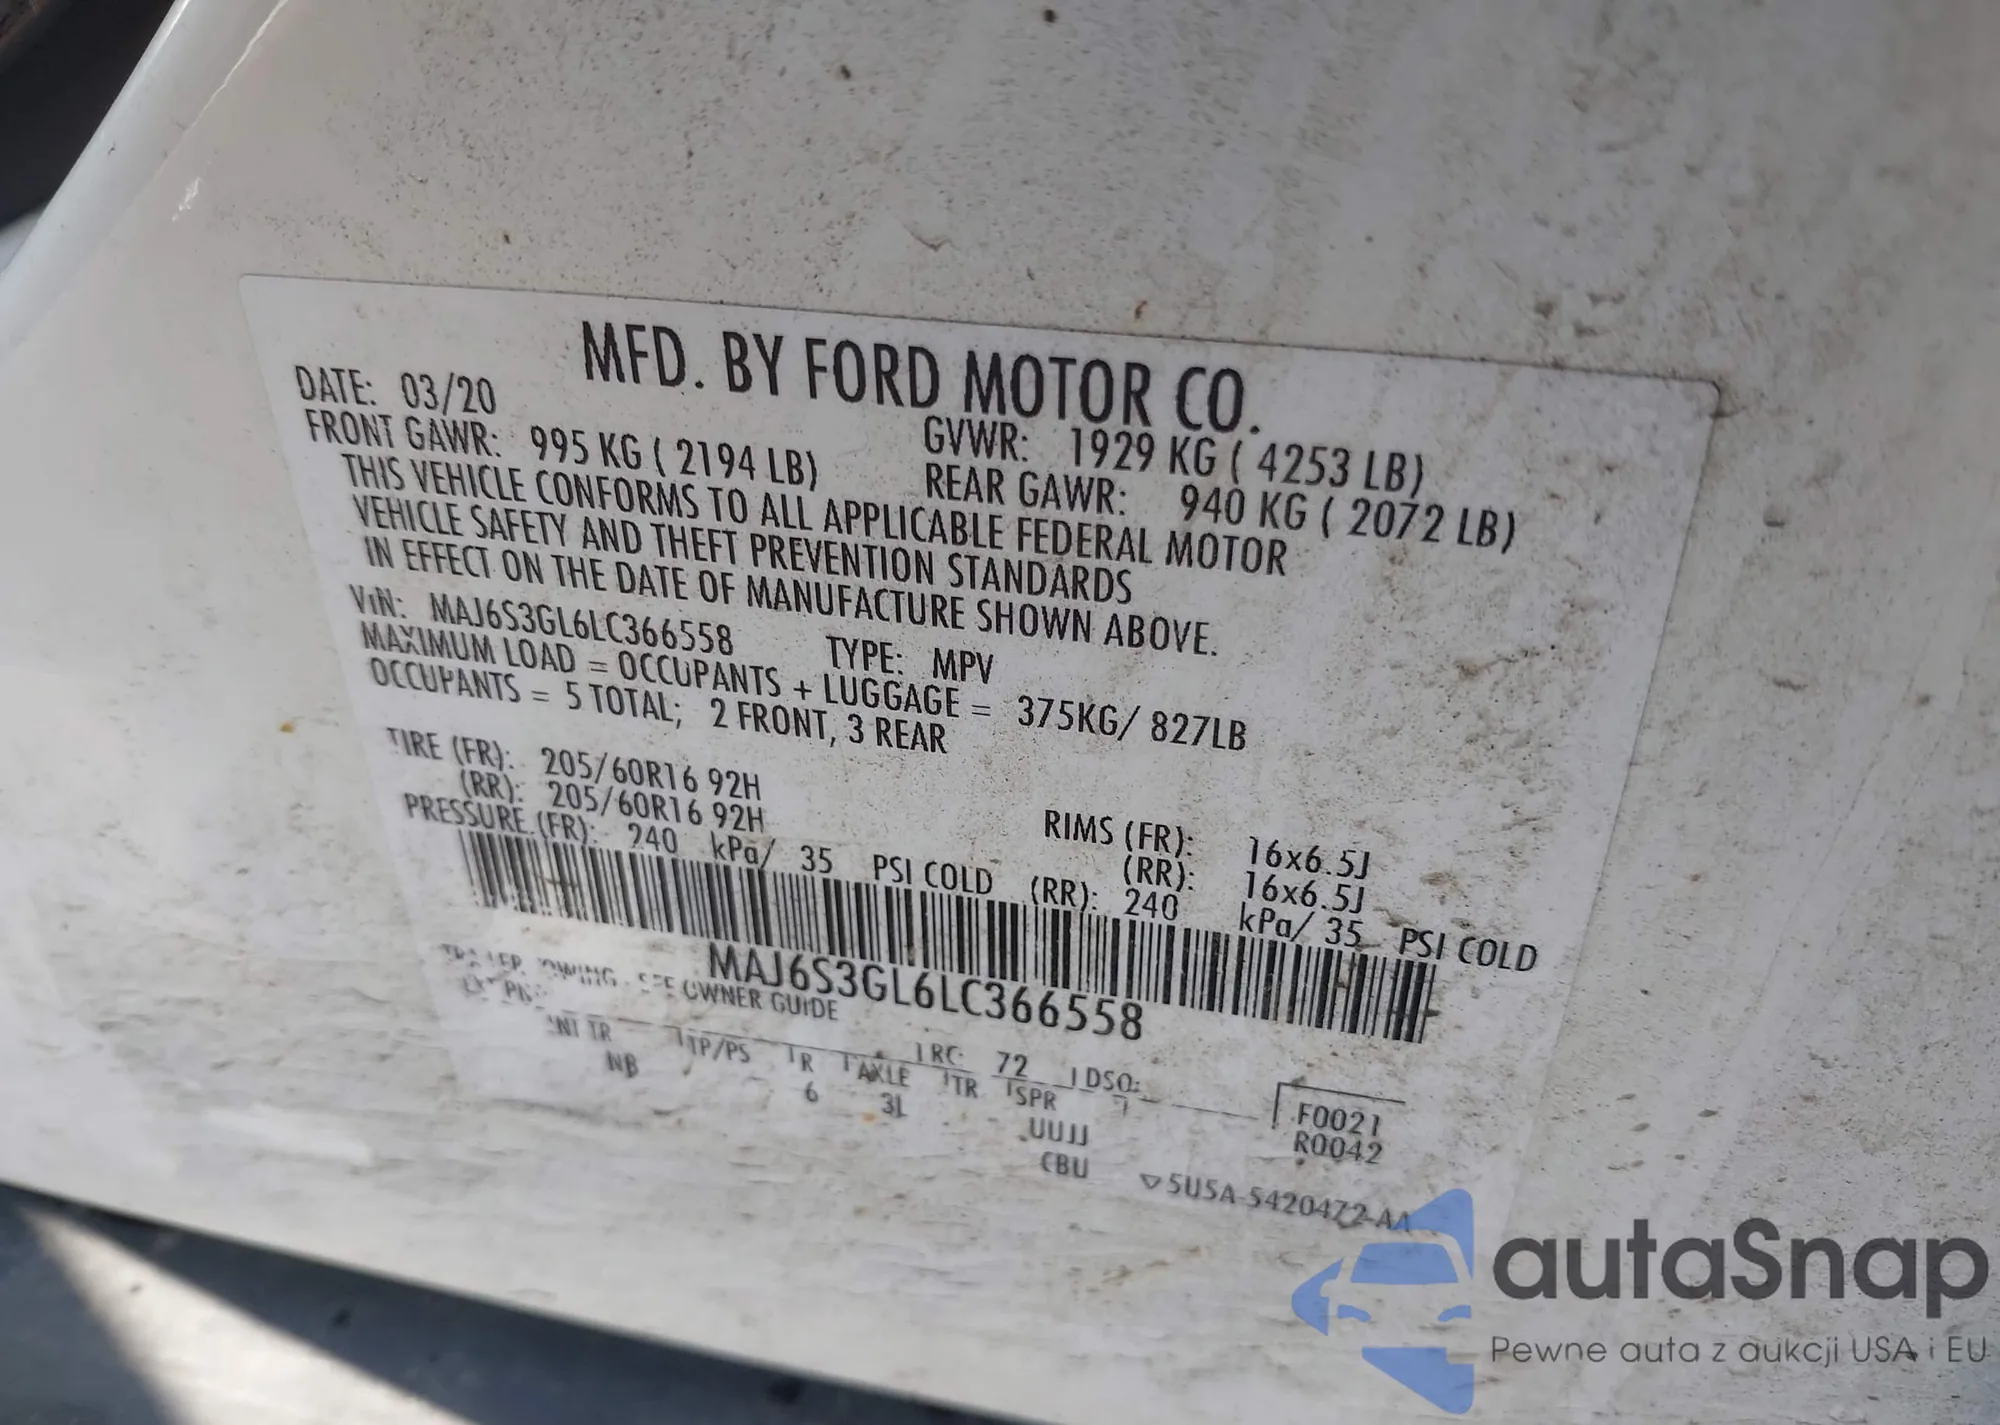 MFD. BY FORD MOTOR CO.
DATE: 03/20 GVWR: 1929 KG ( 4253 LB)
FRONT GAWR: 995 KG ( 2194 LB) REAR GAWR: 940 KG ( 2072 LB)
THIS VEHICLE CONFORMS TO ALL APPLICABLE FEDERAL MOTOR
VEHICLE SAFETY AND THEFT PREVENTION STANDARDS
IN EFFECT ON THE DATE OF MANUFACTURE SHOWN ABOVE.
VIN: MAJ6S3GL6LC366558 TYPE: MPV
MAXIMUM LOAD = OCCUPANTS + LUGGAGE = 375KG/ 827LB
OCCUPANTS = 5 TOTAL; 2 FRONT, 3 REAR
TIRE (FR): 205/60R16 92H RIMS (FR): 16x6.5J
(RR): 205/60R16 92H (RR): 16x6.5J
PRESSURE (FR): 240 kPa/ 35 PSI COLD (RR): 240 kPa/ 35 PSI COLD
MAJ6S3GL6LC366558
TOWING - SEE OWNER GUIDE
RC: 72 DSO:
INT TR TP/PS R AXLE TR SPR F0021
NB 6 3L UUJJ R0042
CBU ▽5U5A-5420472-AA
autaSnap
Pewne auta z aukcji USA i EU